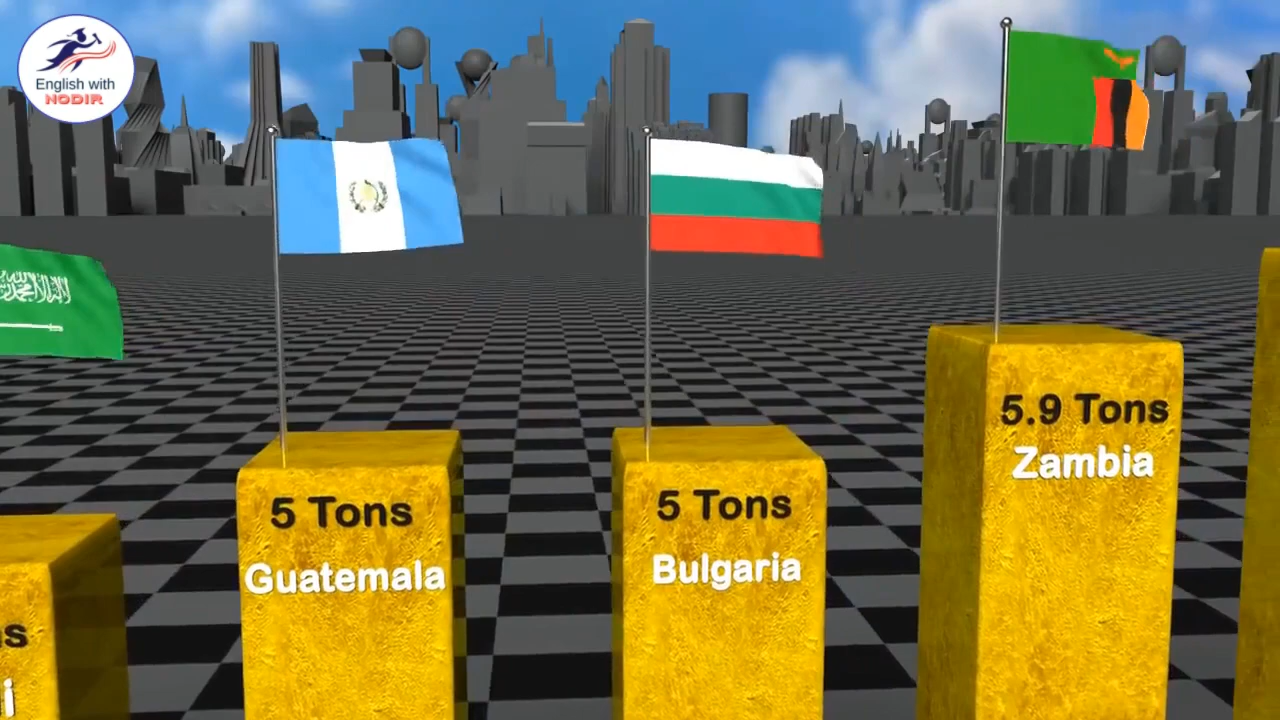 English with
NODIR
5 Tons
Guatemala
5 Tons
Bulgaria
5.9 Tons
Zambia